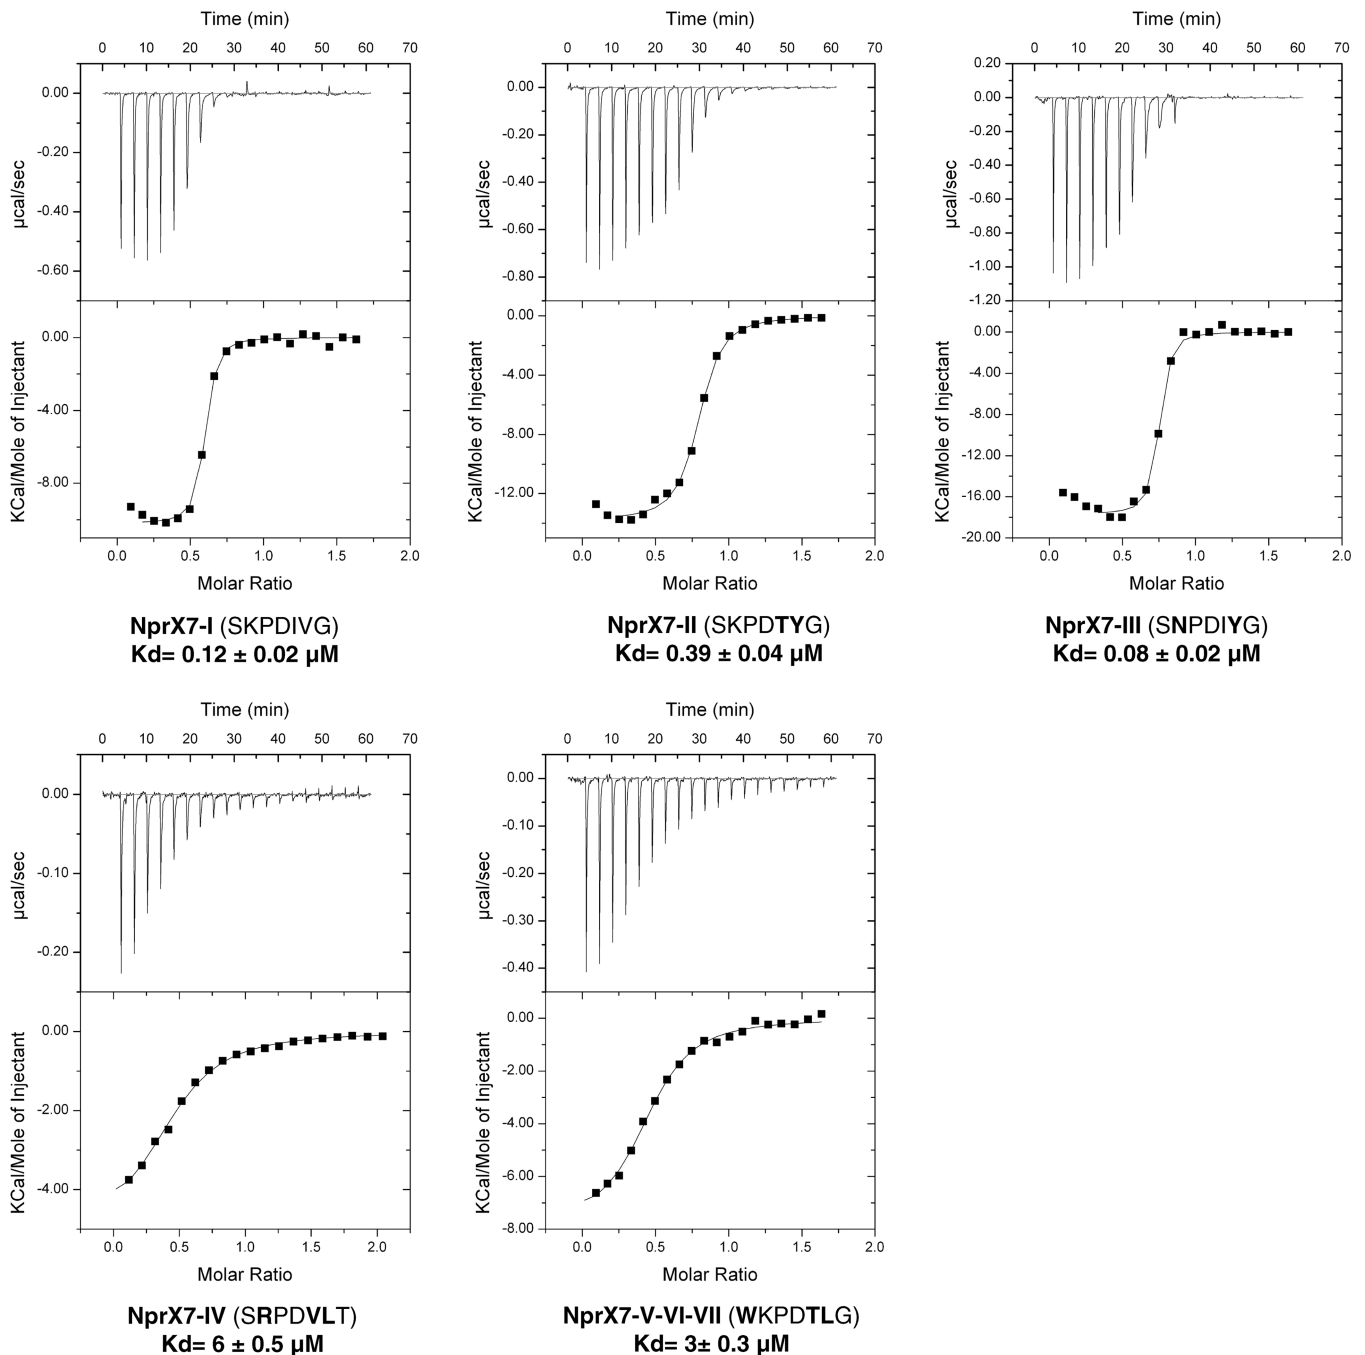 Time (min)
0 10 20 30 40 50 60 70
0.00
-0.20
-0.40
-0.60
µcal/sec
0.00
-4.00
-8.00
KCal/Mole of Injectant
0.0 0.5 1.0 1.5 2.0
Molar Ratio
NprX7-I (SKPDIVG)
Kd= 0.12 ± 0.02 µM
Time (min)
0 10 20 30 40 50 60 70
0.00
-0.20
-0.40
-0.60
-0.80
µcal/sec
0.00
-4.00
-8.00
-12.00
KCal/Mole of Injectant
0.0 0.5 1.0 1.5 2.0
Molar Ratio
NprX7-II (SKPDTYG)
Kd= 0.39 ± 0.04 µM
Time (min)
0 10 20 30 40 50 60 70
0.20
0.00
-0.20
-0.40
-0.60
-0.80
-1.00
-1.20
µcal/sec
0.00
-4.00
-8.00
-12.00
-16.00
-20.00
KCal/Mole of Injectant
0.0 0.5 1.0 1.5 2.0
Molar Ratio
NprX7-III (SNPDIYG)
Kd= 0.08 ± 0.02 µM
Time (min)
0 10 20 30 40 50 60 70
0.00
-0.10
-0.20
µcal/sec
0.00
-2.00
-4.00
KCal/Mole of Injectant
0.0 0.5 1.0 1.5 2.0
Molar Ratio
NprX7-IV (SRPDVLT)
Kd= 6 ± 0.5 µM
Time (min)
0 10 20 30 40 50 60 70
0.00
-0.10
-0.20
-0.30
-0.40
µcal/sec
0.00
-2.00
-4.00
-6.00
-8.00
KCal/Mole of Injectant
0.0 0.5 1.0 1.5 2.0
Molar Ratio
NprX7-V-VI-VII (WKPDTLG)
Kd= 3± 0.3 µM